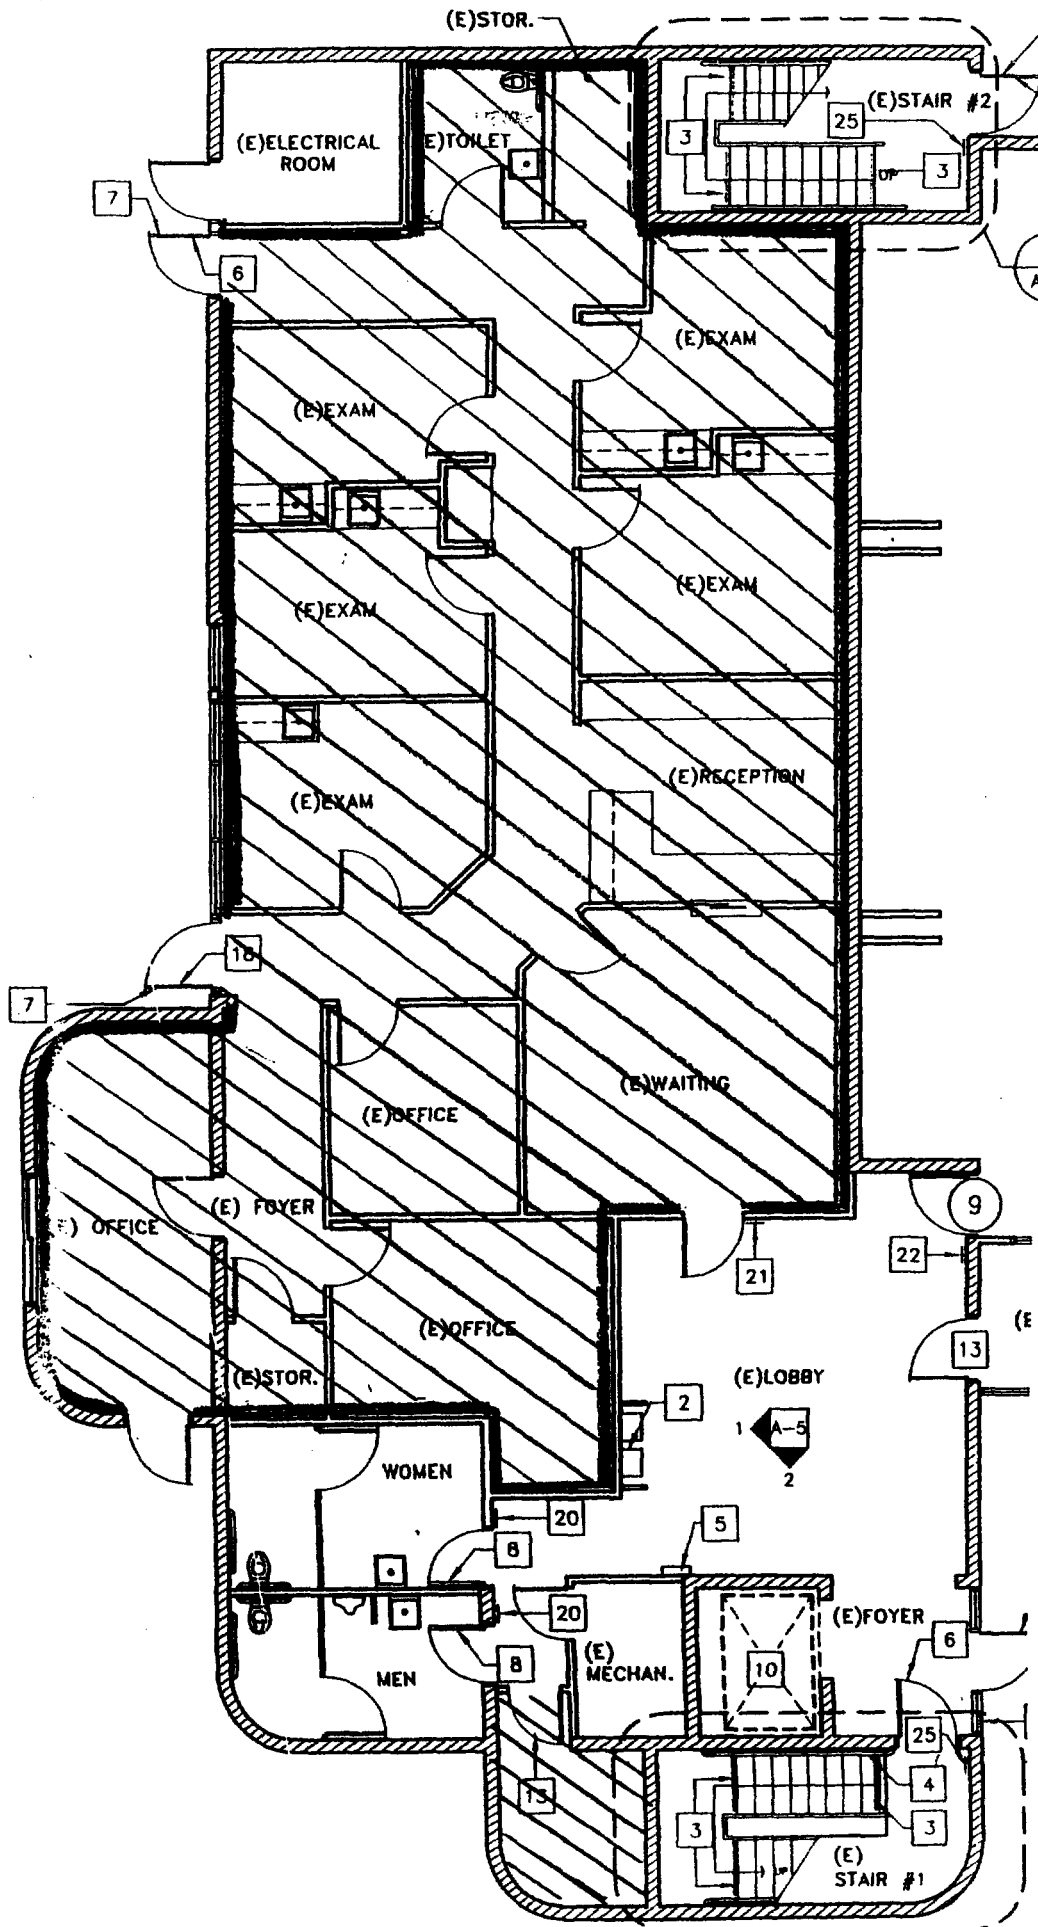 (E)STOR.
(E)STAIR #2
25
3
UP
3
(E)ELECTRICAL
ROOM
E)TOILET
7
6
A
(E)EXAM
(E)EXAM
(E)EXAM
(E)EXAM
(E)RECEPTION
(E)EXAM
18
7
(E)WAITING
(E)OFFICE
(E) FOYER
) OFFICE
9
22
21
(E)OFFICE
(E
13
(E)STOR.
(E)LOBBY
2
1
A-5
2
WOMEN
20
5
8
20
(E)FOYER
6
(E)
MECHAN.
8
10
MEN
25
13
4
3
3
UP
(E)
STAIR #1